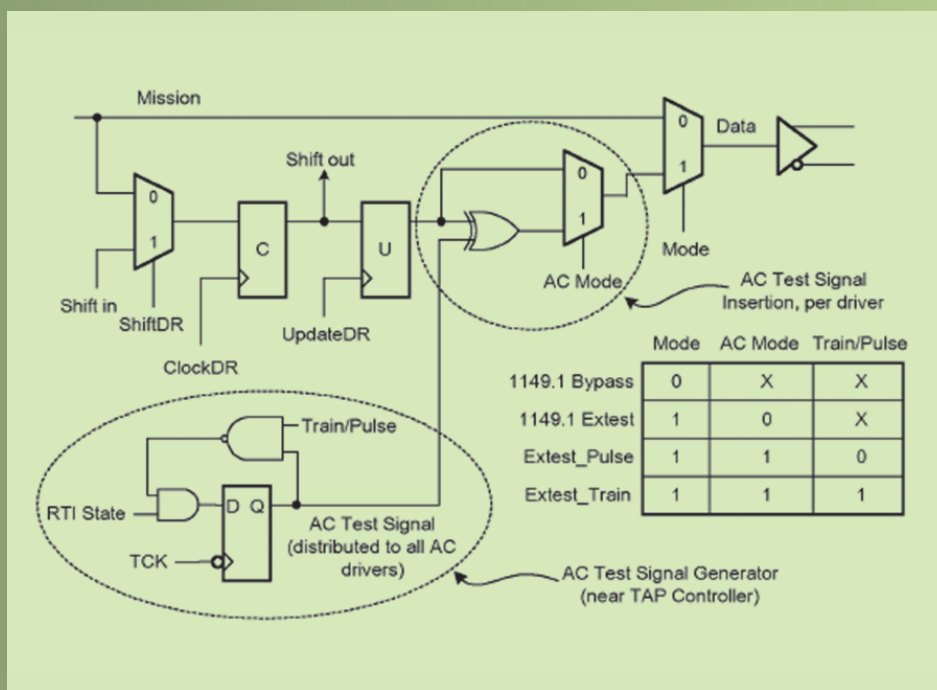 Mission
0
Data
1
Shift out
0
0
1
1
C
U
Mode
AC Mode
Shift in
ShiftDR
UpdateDR
ClockDR
AC Test Signal
Insertion, per driver
Mode AC Mode Train/Pulse
1149.1 Bypass 0 X X
1149.1 Extest 1 0 X
Extest_Pulse 1 1 0
Extest_Train 1 1 1
Train/Pulse
RTI State
D Q
TCK
AC Test Signal
(distributed to all AC
drivers)
AC Test Signal Generator
(near TAP Controller)